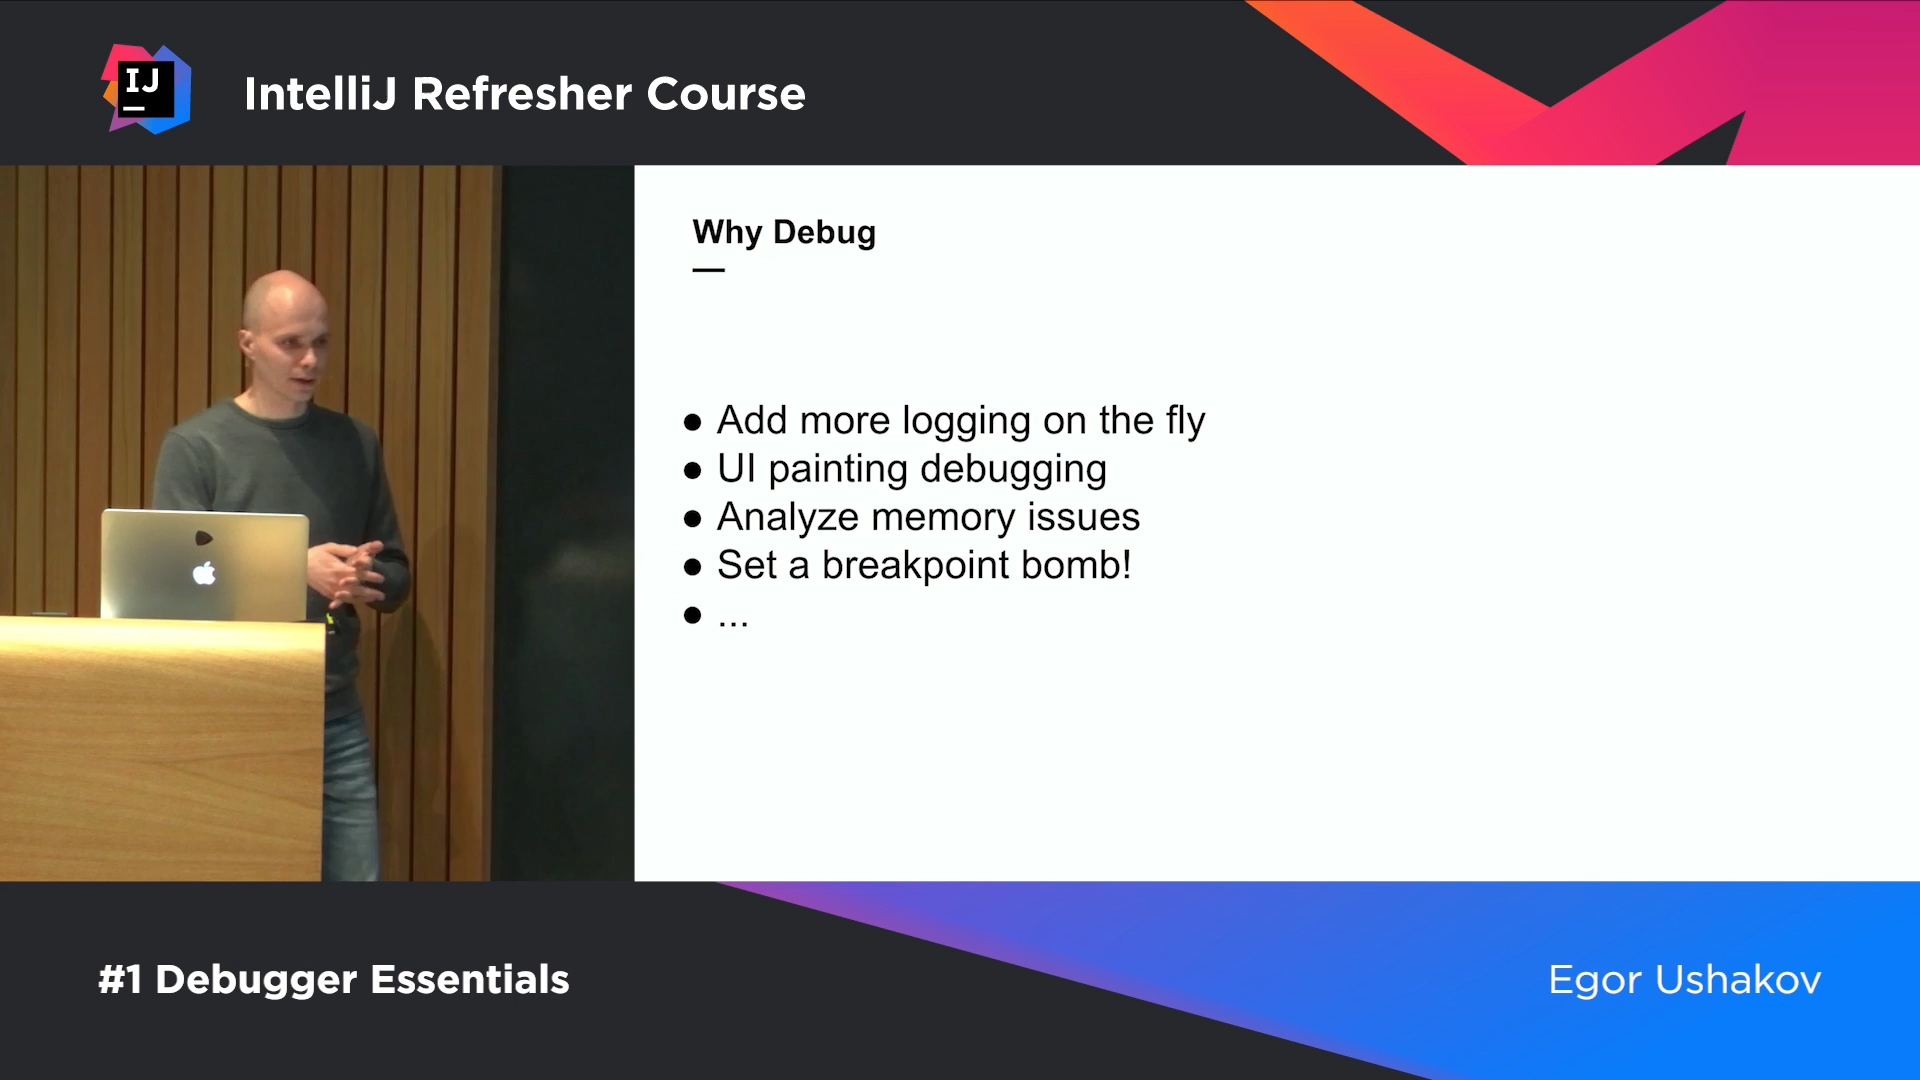 IJ
IntelliJ Refresher Course
Why Debug
● Add more logging on the fly
● UI painting debugging
● Analyze memory issues
● Set a breakpoint bomb!
● ...
#1 Debugger Essentials
Egor Ushakov